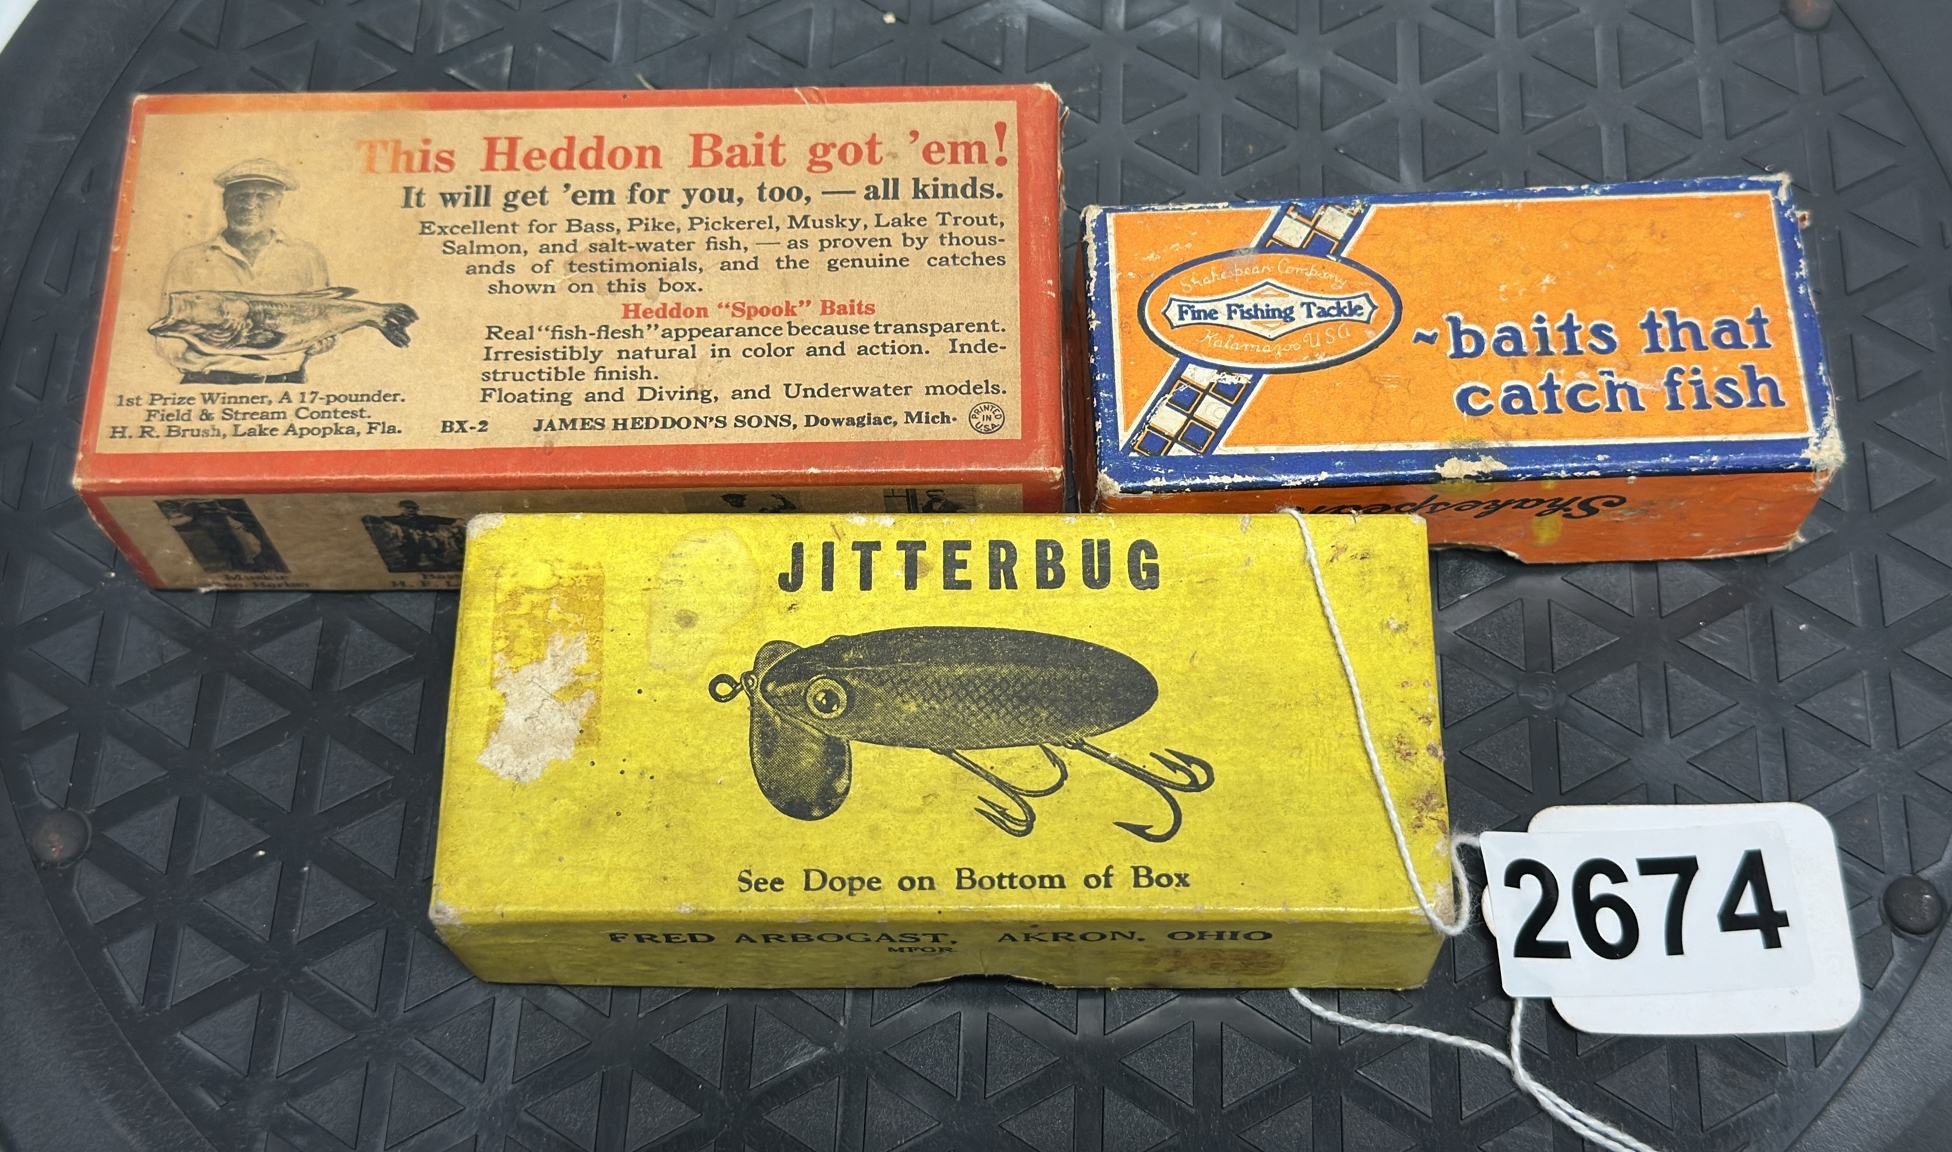 This Heddon Bait got 'em!
It will get 'em for you, too, — all kinds.
Excellent for Bass, Pike, Pickerel, Musky, Lake Trout,
Salmon, and salt-water fish, — as proven by thous-
ands of testimonials, and the genuine catches
shown on this box.
Heddon "Spook" Baits
Real "fish-flesh" appearance because transparent.
Irresistibly natural in color and action. Inde-
structible finish.
Floating and Diving, and Underwater models.
BX-2 JAMES HEDDON'S SONS, Dowagiac, Mich.
PRINTED
IN
U.S.A.
1st Prize Winner, A 17-pounder.
Field & Stream Contest.
H. R. Brush, Lake Apopka, Fla.
Muskie
Shakespeare Company
Fine Fishing Tackle
Kalamazoo USA
~baits that
catch fish
Shakespeare
JITTERBUG
See Dope on Bottom of Box
FRED ARBOGAST, AKRON, OHIO
MFGR
2674